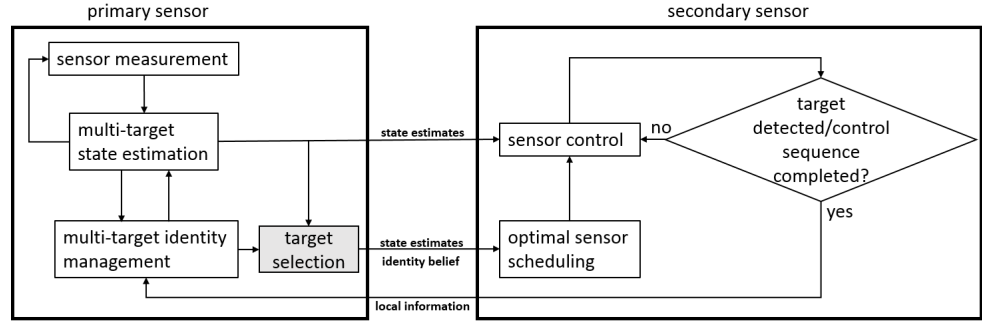 primary sensor
secondary sensor
sensor measurement
multi-target
state estimation
multi-target identity
management
target
selection
state estimates
state estimates
identity belief
local information
sensor control
optimal sensor
scheduling
no
target
detected/control
sequence
completed?
yes